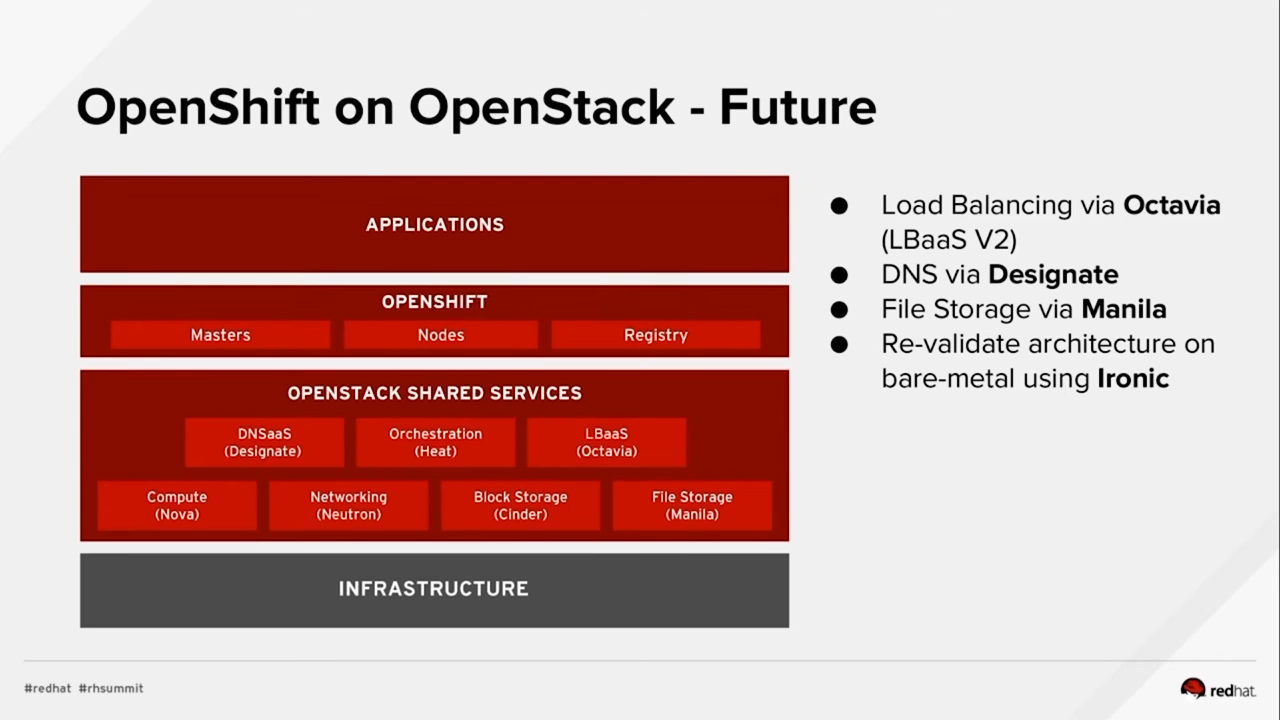 OpenShift on OpenStack - Future
APPLICATIONS
OPENSHIFT
Masters
Nodes
Registry
OPENSTACK SHARED SERVICES
DNSaaS
(Designate)
Orchestration
(Heat)
LBaaS
(Octavia)
Compute
(Nova)
Networking
(Neutron)
Block Storage
(Cinder)
File Storage
(Manila)
INFRASTRUCTURE
● Load Balancing via Octavia
(LBaaS V2)
● DNS via Designate
● File Storage via Manila
● Re-validate architecture on
bare-metal using Ironic
#redhat #rhsummit
redhat.